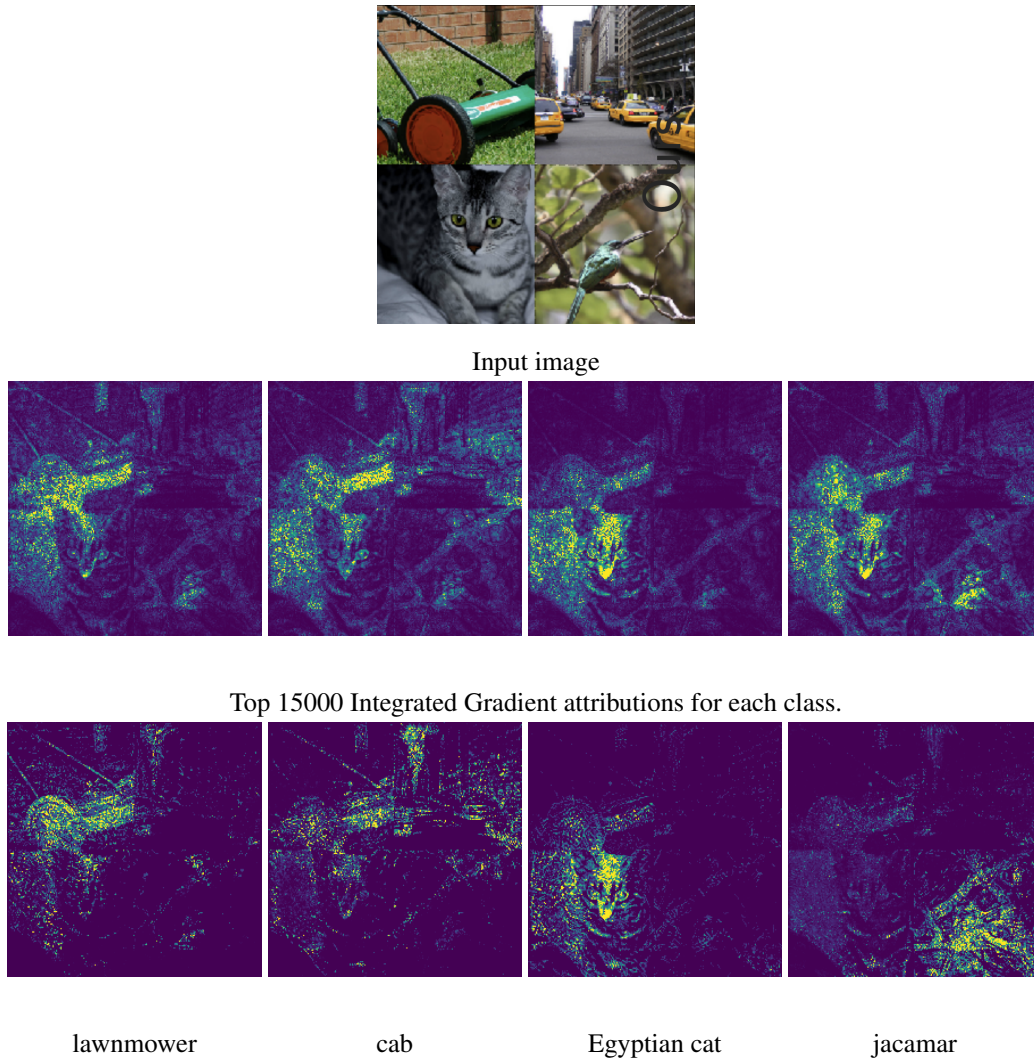 Input image
Top 15000 Integrated Gradient attributions for each class.
lawnmower cab Egyptian cat jacamar